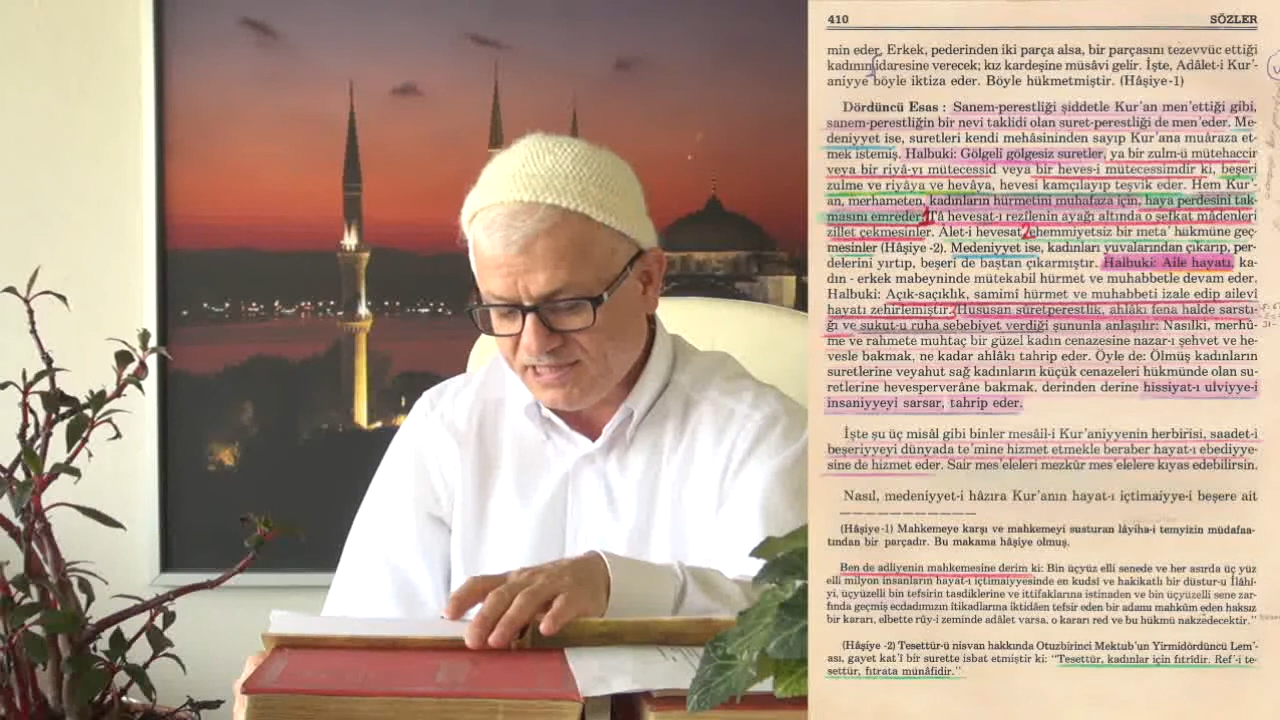 410 SÖZLER
min eder. Erkek, pederinden iki parça alsa, bir parçasını tezevvüc ettiği
kadının idaresine verecek; kız kardeşine müsâvi gelir. İşte, Adâlet-i Kur'-
aniyye böyle iktiza eder. Böyle hükmetmiştir. (Hâşiye-1)
Dördüncü Esas : Sanem-perestliği şiddetle Kur'an men'ettiği gibi,
sanem-perestliğin bir nevi taklidi olan suret-perestliği de men'eder. Me-
deniyyet ise, suretleri kendi mehâsininden sayıp Kur'ana muâraza et-
mek istemiş. Halbuki: Gölgeli gölgesiz suretler, ya bir zulm-ü mütehaccir
veya bir riyâ-yı mütecessid veya bir heves-i mütecessimdir ki, beşeri
zulme ve riyâya ve hevâya, hevesi kamçılayıp teşvik eder. Hem Kur'-
an, merhameten, kadınların hürmetini muhafaza için, haya perdesini tak-
masını emreder. Tâ hevesat-ı rezîlenin ayağı altında o şefkat mâdenleri
zillet çekmesinler. Âlet-i hevesat, ehemmiyetsiz bir meta' hükmüne geç-
mesinler (Hâşiye -2). Medeniyyet ise, kadınları yuvalarından çıkarıp, per-
delerini yırtıp, beşeri de baştan çıkarmıştır. Halbuki: Aile hayatı, ka-
dın - erkek mabeyninde mütekabil hürmet ve muhabbetle devam eder.
Halbuki: Açık-saçıklık, samimî hürmet ve muhabbeti izale edip ailevî
hayatı zehirlemiştir. Hususan sûretperestlik, ahlâkı fena halde sarstı-
ğı ve sukut-u ruha sebebiyet verdiği şununla anlaşılır: Nasılki, merhû-
me ve rahmete muhtaç bir güzel kadın cenazesine nazar-ı şehvet ve he-
vesle bakmak, ne kadar ahlâkı tahrip eder. Öyle de: Ölmüş kadınların
suretlerine veyahut sağ kadınların küçük cenazeleri hükmünde olan su-
retlerine hevesperverâne bakmak, derinden derine hissiyat-ı ulviyye-i
insaniyyeyi sarsar, tahrip eder.
İşte şu üç misâl gibi binler mesâil-i Kur'aniyyenin herbirisi, saadet-i
beşeriyyeyi dünyada te'mine hizmet etmekle beraber hayat-ı ebediyye-
sine de hizmet eder. Sair mes'eleleri mezkûr mes'elelere kıyas edebilirsin.
Nasıl, medeniyyet-i hâzıra Kur'anın hayat-ı içtimaiyye-i beşere ait
(Hâşiye-1) Mahkemeye karşı ve mahkemeyi susturan lâyiha-i temyizin müdafaa-
tından bir parçadır. Bu makama hâşiye olmuş.
Ben de adliyenin mahkemesine derim ki: Bin üçyüz elli senede ve her asırda üç yüz
elli milyon insanların hayat-ı içtimaiyyesinde en kudsî ve hakikatlı bir düstur-u İlâhî-
yi, üçyüzelli bin tefsirin tasdiklerine ve ittifaklarına istinaden ve bin üçyüzelli sene zar-
fında geçmiş ecdadımızın îtikadlarına iktidâen tefsir eden bir adamı mahkûm eden haksız
bir kararı, elbette rûy-i zeminde adâlet varsa, o kararı red ve bu hükmü nakzedecektir."
(Hâşiye -2) Tesettür-ü nisvan hakkında Otuzbirinci Mektub'un Yirmidördüncü Lem'-
ası, gayet kat'î bir surette isbat etmiştir ki: "Tesettür, kadınlar için fıtrîdir. Ref'-i te-
settür, fıtrata münâfîdir."